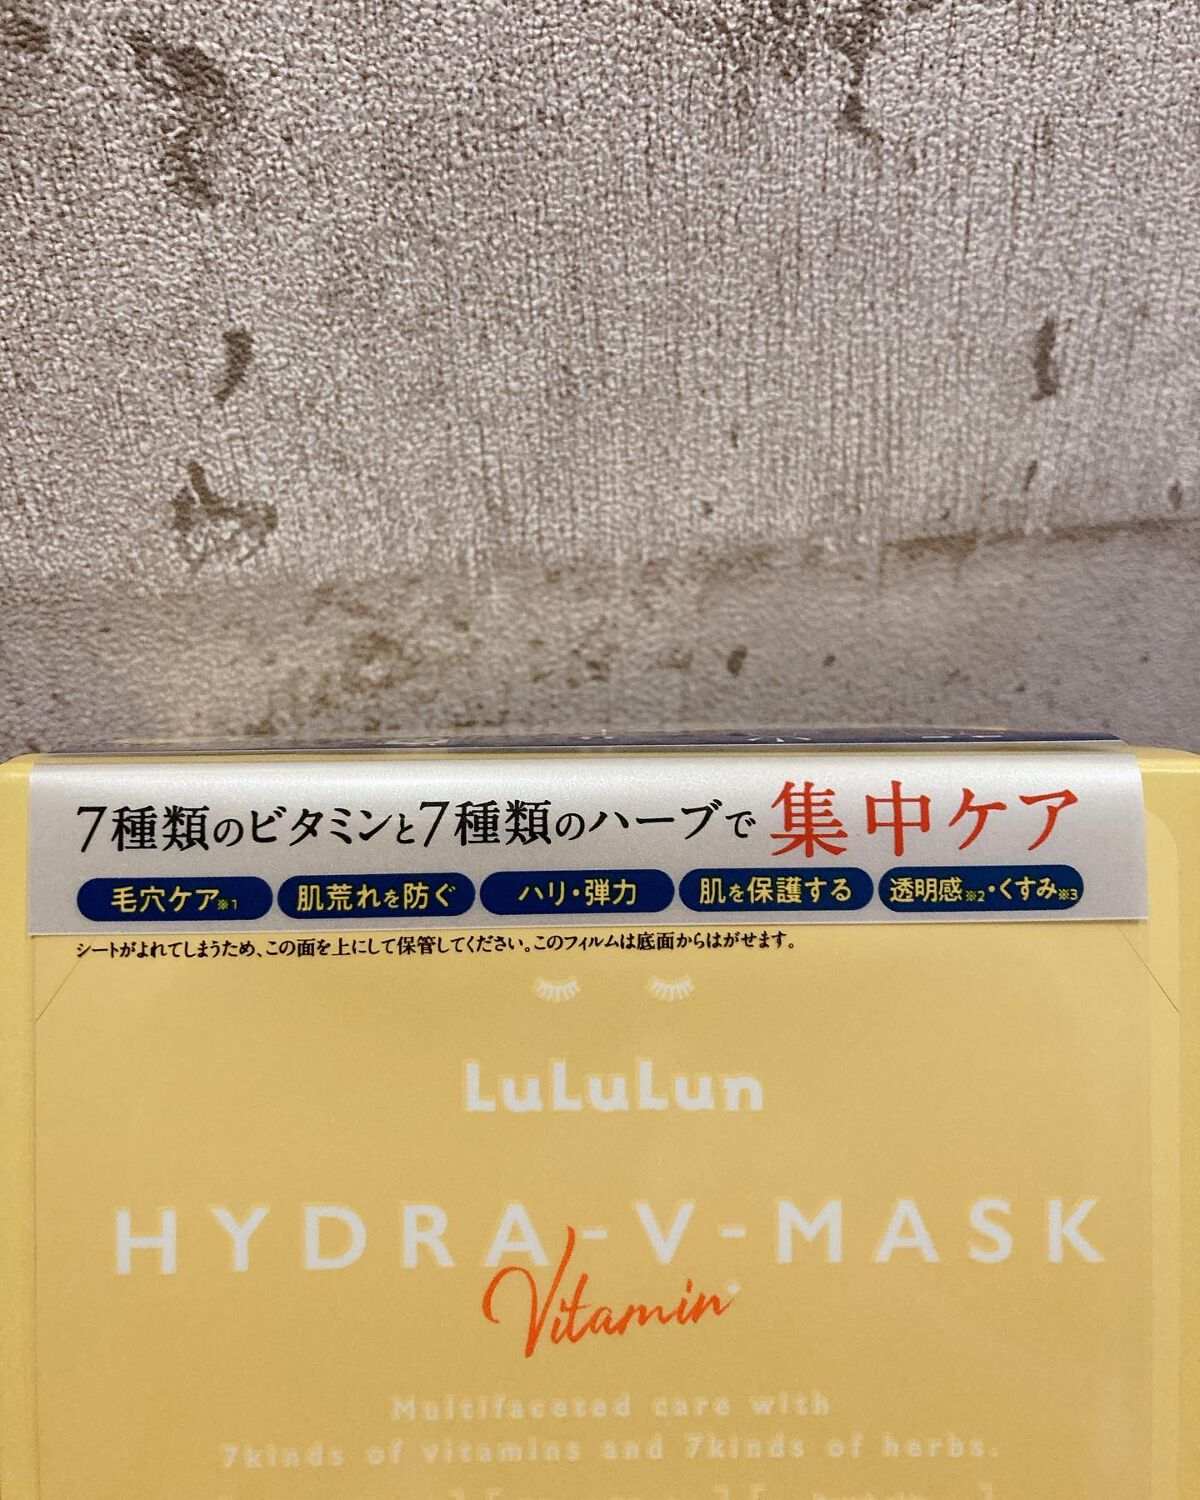 7種類のビタミンと7種類のハーブで集中ケア
毛穴ケア※1 肌荒れを防ぐ ハリ・弾力 肌を保護する 透明感※2・くすみ※3
シートがよれてしまうため、この面を上にして保管してください。このフィルムは底面からはがせます。
LuLuLun
HYDRA-V-MASK
Vitamin*
Multifaceted care with
7kinds of vitamins and 7kinds of herbs.